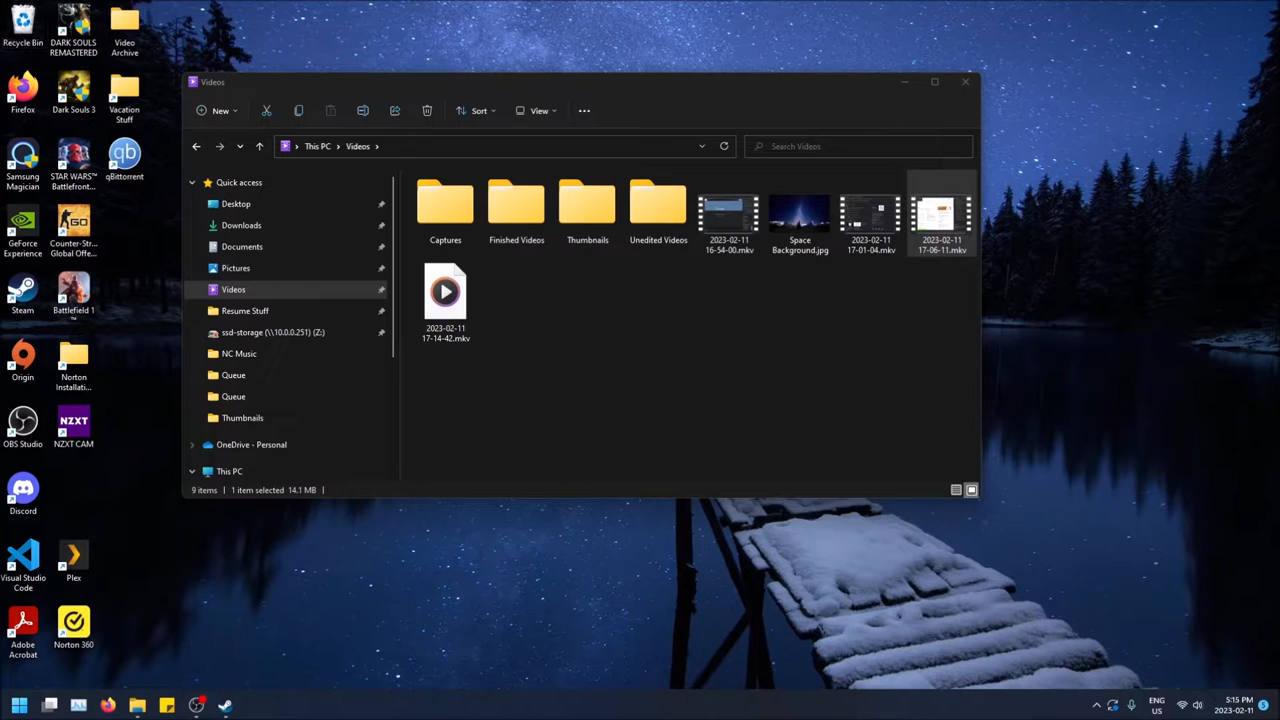 Recycle Bin
DARK SOULS
REMASTERED
Video
Archive
Firefox
Dark Souls 3
Vacation
Stuff
Samsung
Magician
STAR WARS™
Battlefront...
qb
qBittorrent
GeForce
Experience
GO
Counter-Str...
Global Offe...
Steam
Battlefield 1
™
Origin
Norton
Installati...
OBS Studio
NZXT
NZXT CAM
Discord
Visual Studio
Code
Plex
Adobe
Acrobat
Norton 360
Videos
New
Sort
View
This PC
Videos
Search Videos
Quick access
Desktop
Downloads
Documents
Pictures
Videos
Resume Stuff
ssd-storage (\\10.0.0.251) (Z:)
NC Music
Queue
Queue
Thumbnails
OneDrive - Personal
This PC
Captures
Finished Videos
Thumbnails
Unedited Videos
2023-02-11
16-54-00.mkv
Space
Background.jpg
2023-02-11
17-01-04.mkv
2023-02-11
17-06-11.mkv
2023-02-11
17-14-42.mkv
9 items
1 item selected 14.1 MB
ENG
US
5:15 PM
2023-02-11
5